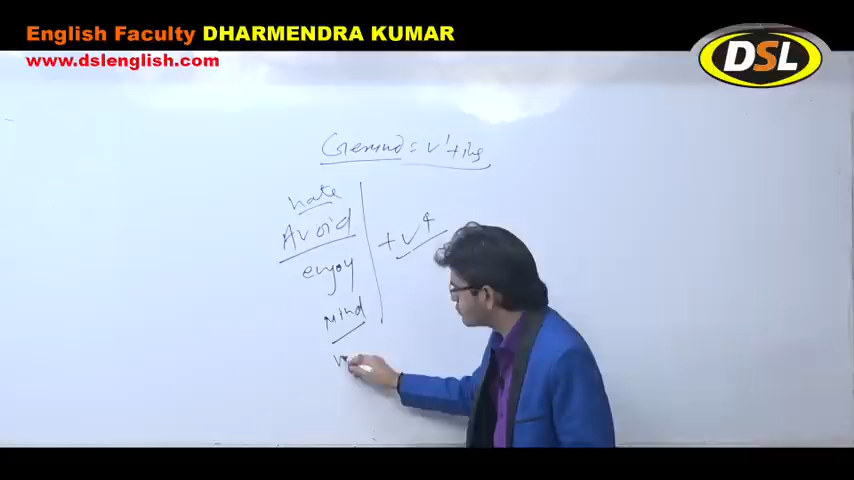 English Faculty DHARMENDRA KUMAR
www.dslenglish.com
DSL
Gerund = V¹+ing
hate
Avoid
+ V⁴
enjoy
Mind